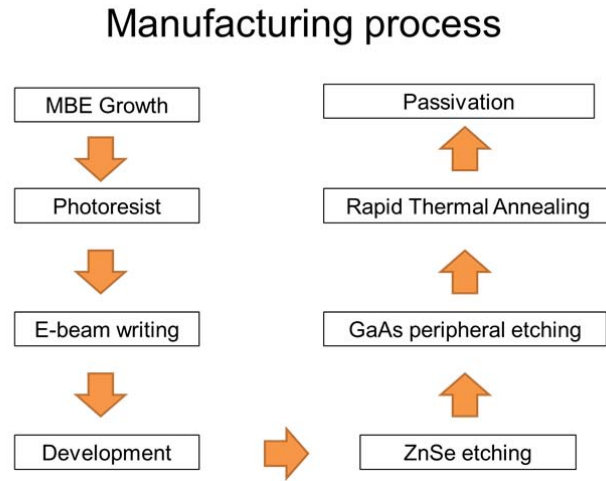 Manufacturing process
MBE Growth
Photoresist
E-beam writing
Development
ZnSe etching
GaAs peripheral etching
Rapid Thermal Annealing
Passivation